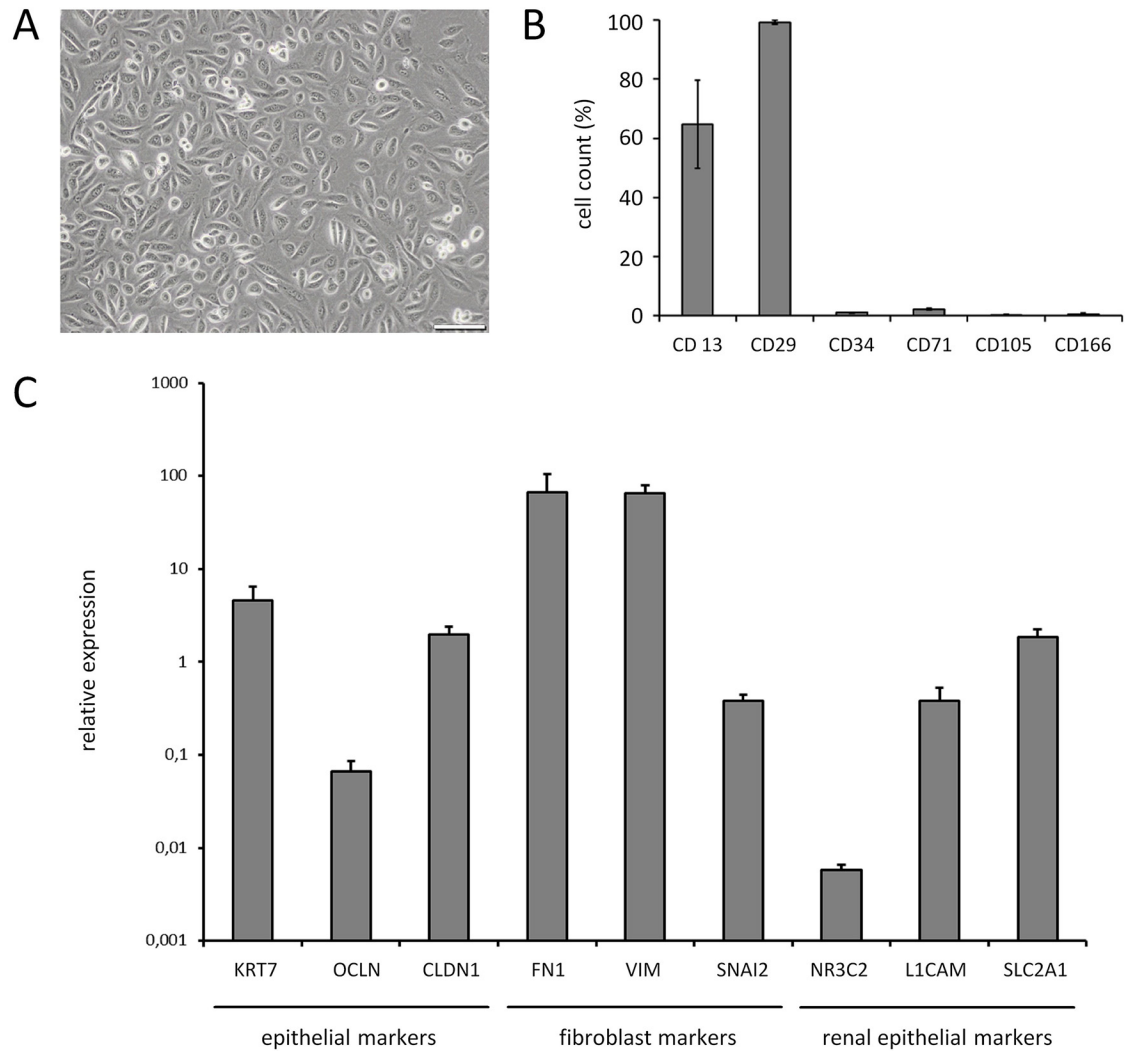 A
B
100
80
60
40
20
0
cell count (%)
CD 13 CD29 CD34 CD71 CD105 CD166
C
1000
100
10
1
0,1
0,01
0,001
relative expression
KRT7 OCLN CLDN1 FN1 VIM SNAI2 NR3C2 L1CAM SLC2A1
epithelial markers fibroblast markers renal epithelial markers